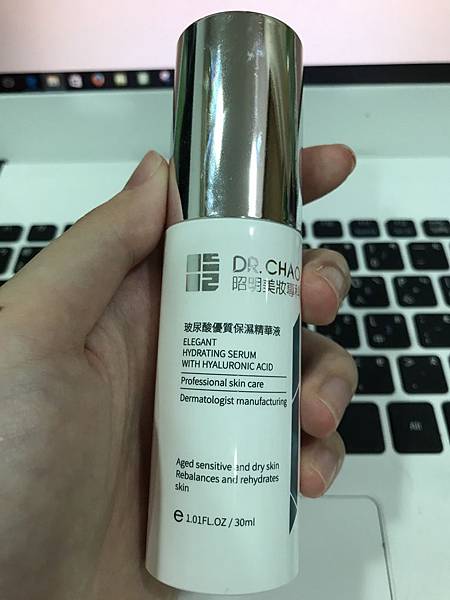 DR. CHAO
昭明美妝專
玻尿酸優質保濕精華液
ELEGANT
HYDRATING SERUM
WITH HYALURONIC ACID
Professional skin care
Dermatologist manufacturing
Aged sensitive and dry skin
Rebalances and rehydrates
skin
e 1.01FL.OZ / 30ml